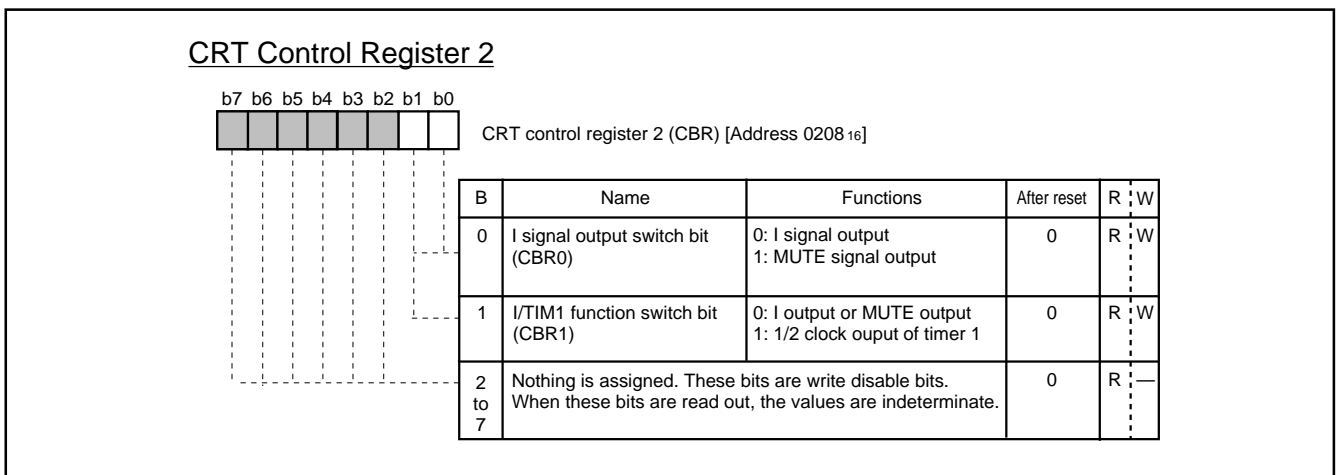 CRT Control Register 2
b7 b6 b5 b4 b3 b2 b1 b0
CRT control register 2 (CBR) [Address 0208 16]
B Name Functions After reset R W
0 I signal output switch bit (CBR0) 0: I signal output 1: MUTE signal output 0 R W
1 I/TIM1 function switch bit (CBR1) 0: I output or MUTE output 1: 1/2 clock ouput of timer 1 0 R W
2 to 7 Nothing is assigned. These bits are write disable bits. When these bits are read out, the values are indeterminate. 0 R —